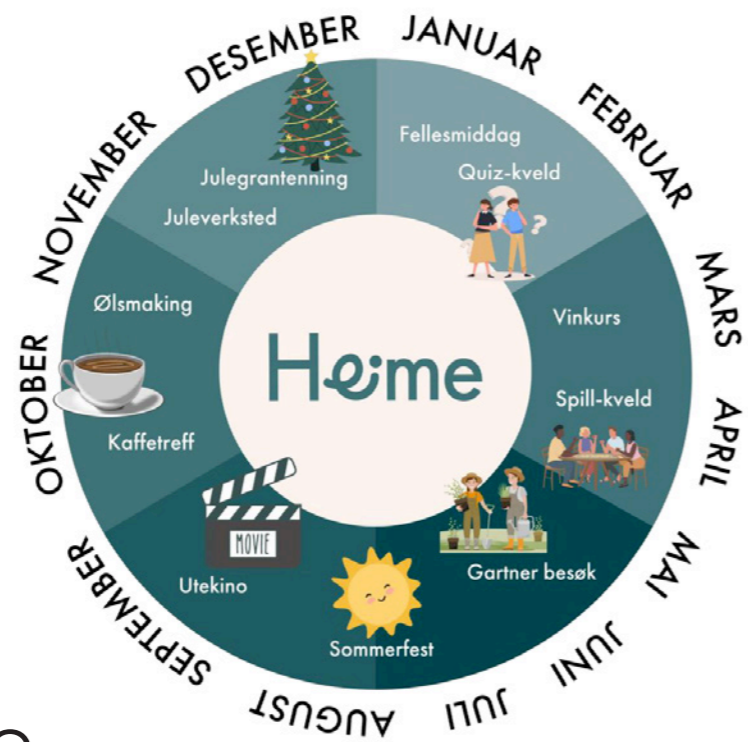 DESEMBER
JANUAR
FEBRUAR
MARS
APRIL
MAI
JUNI
JULI
AUGUST
SEPTEMBER
OKTOBER
NOVEMBER
Fellesmiddag
Quiz-kveld
Vinkurs
Spill-kveld
Gartner besøk
Sommerfest
Utekino
MOVIE
Kaffetreff
Ølsmaking
Juleverksted
Julegrantenning
Heime